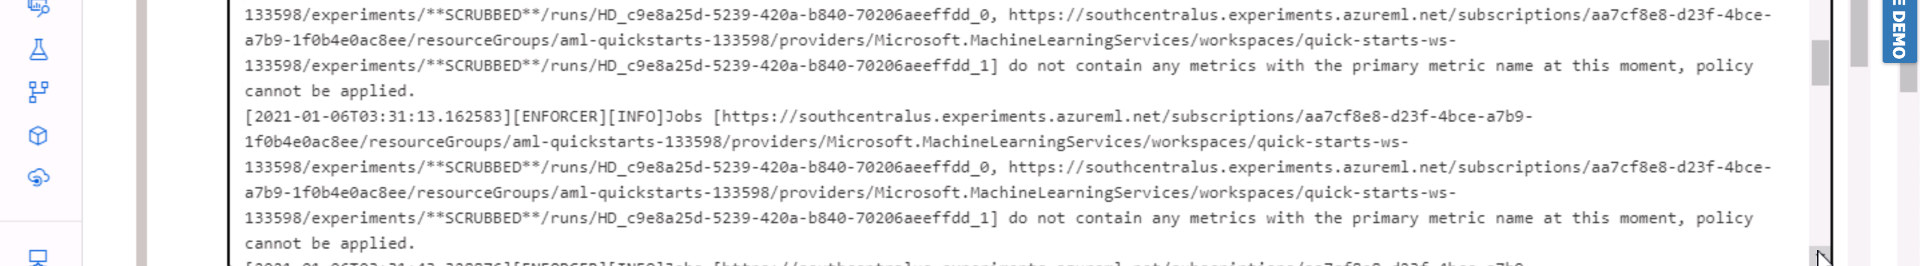 133598/experiments/**SCRUBBED**/runs/HD_c9e8a25d-5239-420a-b840-70206aeeffdd_0, https://southcentralus.experiments.azureml.net/subscriptions/aa7cf8e8-d23f-4bce-
a7b9-1f0b4e0ac8ee/resourceGroups/aml-quickstarts-133598/providers/Microsoft.MachineLearningServices/workspaces/quick-starts-ws-
133598/experiments/**SCRUBBED**/runs/HD_c9e8a25d-5239-420a-b840-70206aeeffdd_1] do not contain any metrics with the primary metric name at this moment, policy
cannot be applied.
[2021-01-06T03:31:13.162583][ENFORCER][INFO]Jobs [https://southcentralus.experiments.azureml.net/subscriptions/aa7cf8e8-d23f-4bce-a7b9-
1f0b4e0ac8ee/resourceGroups/aml-quickstarts-133598/providers/Microsoft.MachineLearningServices/workspaces/quick-starts-ws-
133598/experiments/**SCRUBBED**/runs/HD_c9e8a25d-5239-420a-b840-70206aeeffdd_0, https://southcentralus.experiments.azureml.net/subscriptions/aa7cf8e8-d23f-4bce-
a7b9-1f0b4e0ac8ee/resourceGroups/aml-quickstarts-133598/providers/Microsoft.MachineLearningServices/workspaces/quick-starts-ws-
133598/experiments/**SCRUBBED**/runs/HD_c9e8a25d-5239-420a-b840-70206aeeffdd_1] do not contain any metrics with the primary metric name at this moment, policy
cannot be applied.
E DEMO